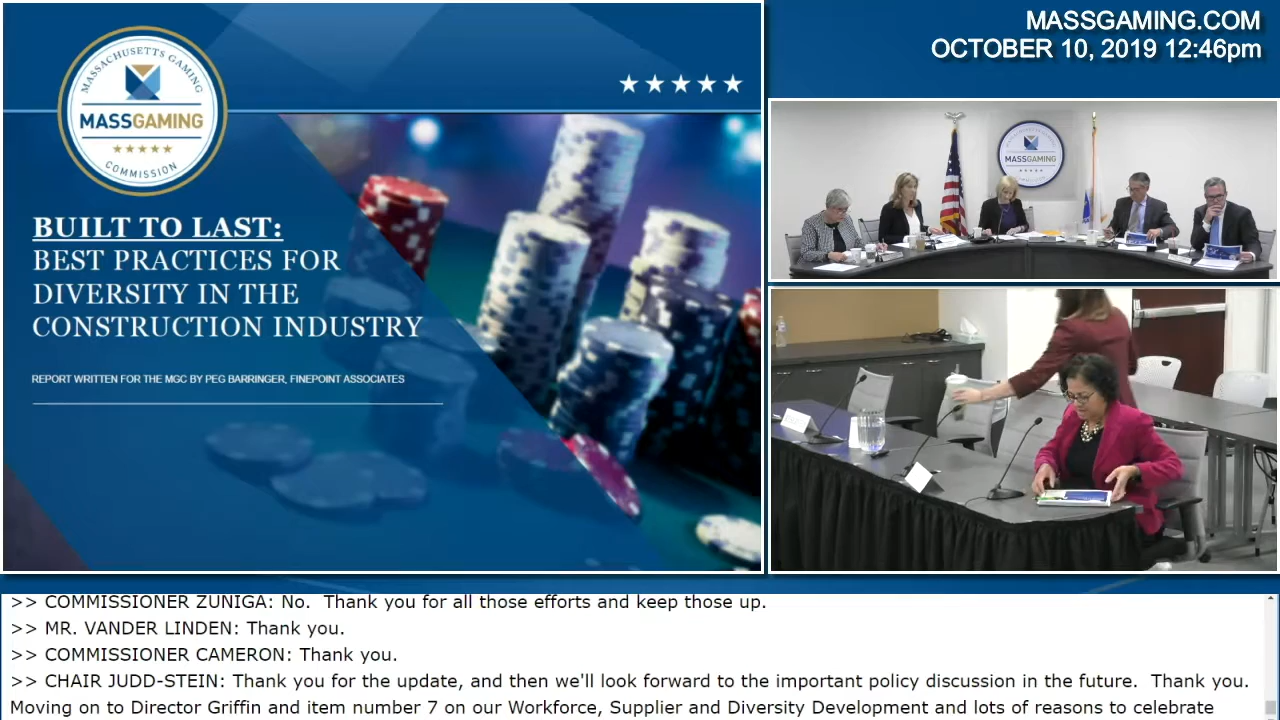 MASSGAMING.COM
OCTOBER 10, 2019 12:46pm
MASSACHUSETTS GAMING
MASSGAMING
COMMISSION
BUILT TO LAST:
BEST PRACTICES FOR
DIVERSITY IN THE
CONSTRUCTION INDUSTRY
REPORT WRITTEN FOR THE MGC BY PEG BARRINGER, FINEPOINT ASSOCIATES
MASSGAMING
>> COMMISSIONER ZUNIGA: No.  Thank you for all those efforts and keep those up.
>> MR. VANDER LINDEN: Thank you.
>> COMMISSIONER CAMERON: Thank you.
>> CHAIR JUDD-STEIN: Thank you for the update, and then we'll look forward to the important policy discussion in the future.  Thank you.
Moving on to Director Griffin and item number 7 on our Workforce, Supplier and Diversity Development and lots of reasons to celebrate